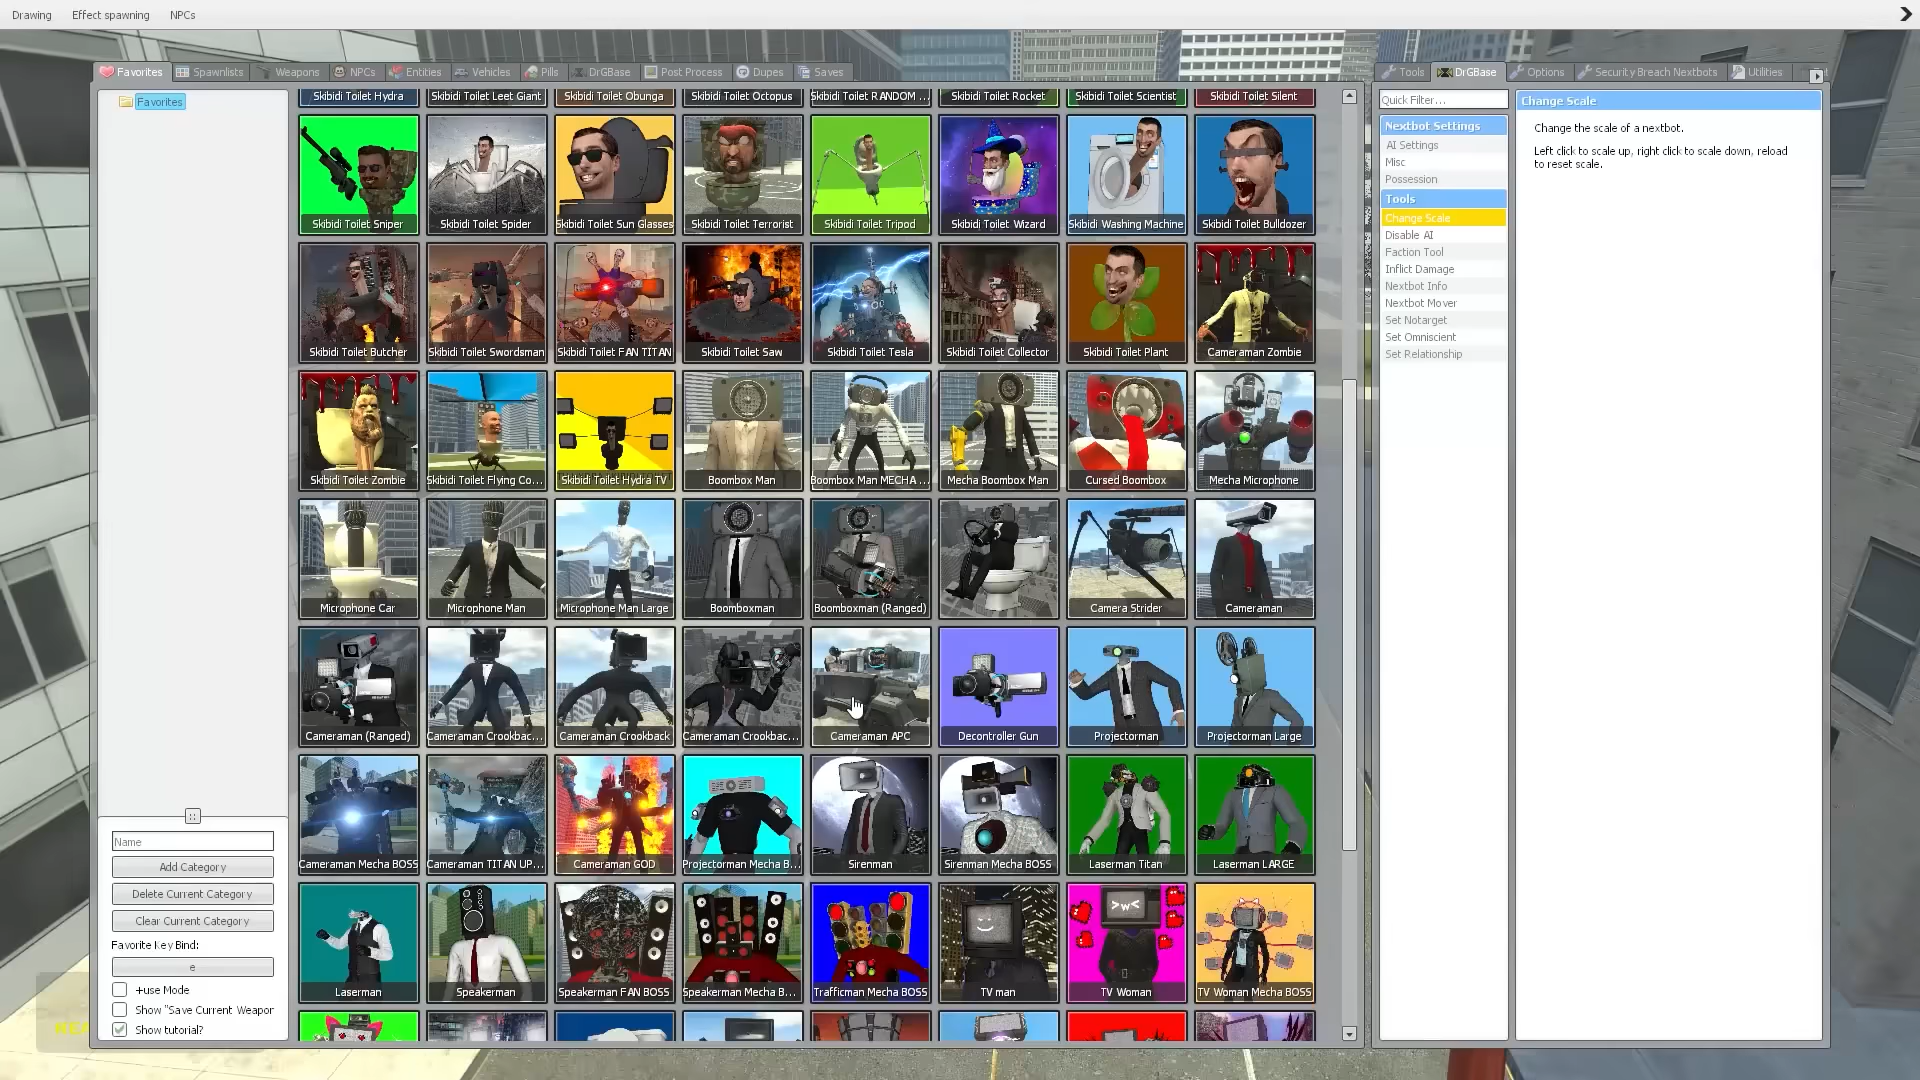 Drawing Effect spawning NPCs
Favorites Spawnlists Weapons NPCs Entities Vehicles Pills DrGBase Post Process Dupes Saves
Favorites
Skibidi Toilet Hydra Skibidi Toilet Leet Giant Skibidi Toilet Obunga Skibidi Toilet Octopus Skibidi Toilet RANDOM ... Skibidi Toilet Rocket Skibidi Toilet Scientist Skibidi Toilet Silent
Skibidi Toilet Sniper Skibidi Toilet Spider Skibidi Toilet Sun Glasses Skibidi Toilet Terrorist Skibidi Toilet Tripod Skibidi Toilet Wizard Skibidi Washing Machine Skibidi Toilet Bulldozer
Skibidi Toilet Butcher Skibidi Toilet Swordsman Skibidi Toilet FAN TITAN Skibidi Toilet Saw Skibidi Toilet Tesla Skibidi Toilet Collector Skibidi Toilet Plant Cameraman Zombie
Skibidi Toilet Zombie Skibidi Toilet Flying Co... Skibidi Toilet Hydra TV Boombox Man Boombox Man MECHA ... Mecha Boombox Man Cursed Boombox Mecha Microphone
Microphone Car Microphone Man Microphone Man Large Boomboxman Boomboxman (Ranged) Camera Strider Cameraman
Cameraman (Ranged) Cameraman Crookbac... Cameraman Crookback Cameraman Crookbac... Cameraman APC Decontroller Gun Projectorman Projectorman Large
Cameraman Mecha BOSS Cameraman TITAN UP... Cameraman GOD Projectorman Mecha B... Sirenman Sirenman Mecha BOSS Laserman Titan Laserman LARGE
>w<
Laserman Speakerman Speakerman FAN BOSS Speakerman Mecha B... Trafficman Mecha BOSS TV man TV Woman TV Woman Mecha BOSS
Name
Add Category
Delete Current Category
Clear Current Category
Favorite Key Bind:
e
+use Mode
Show "Save Current Weapor
Show tutorial?
Tools DrGBase Options Security Breach Nextbots Utilities
Quick Filter...
Nextbot Settings
AI Settings
Misc
Possession
Tools
Change Scale
Disable AI
Faction Tool
Inflict Damage
Nextbot Info
Nextbot Mover
Set Notarget
Set Omniscient
Set Relationship
Change Scale
Change the scale of a nextbot.
Left click to scale up, right click to scale down, reload
to reset scale.